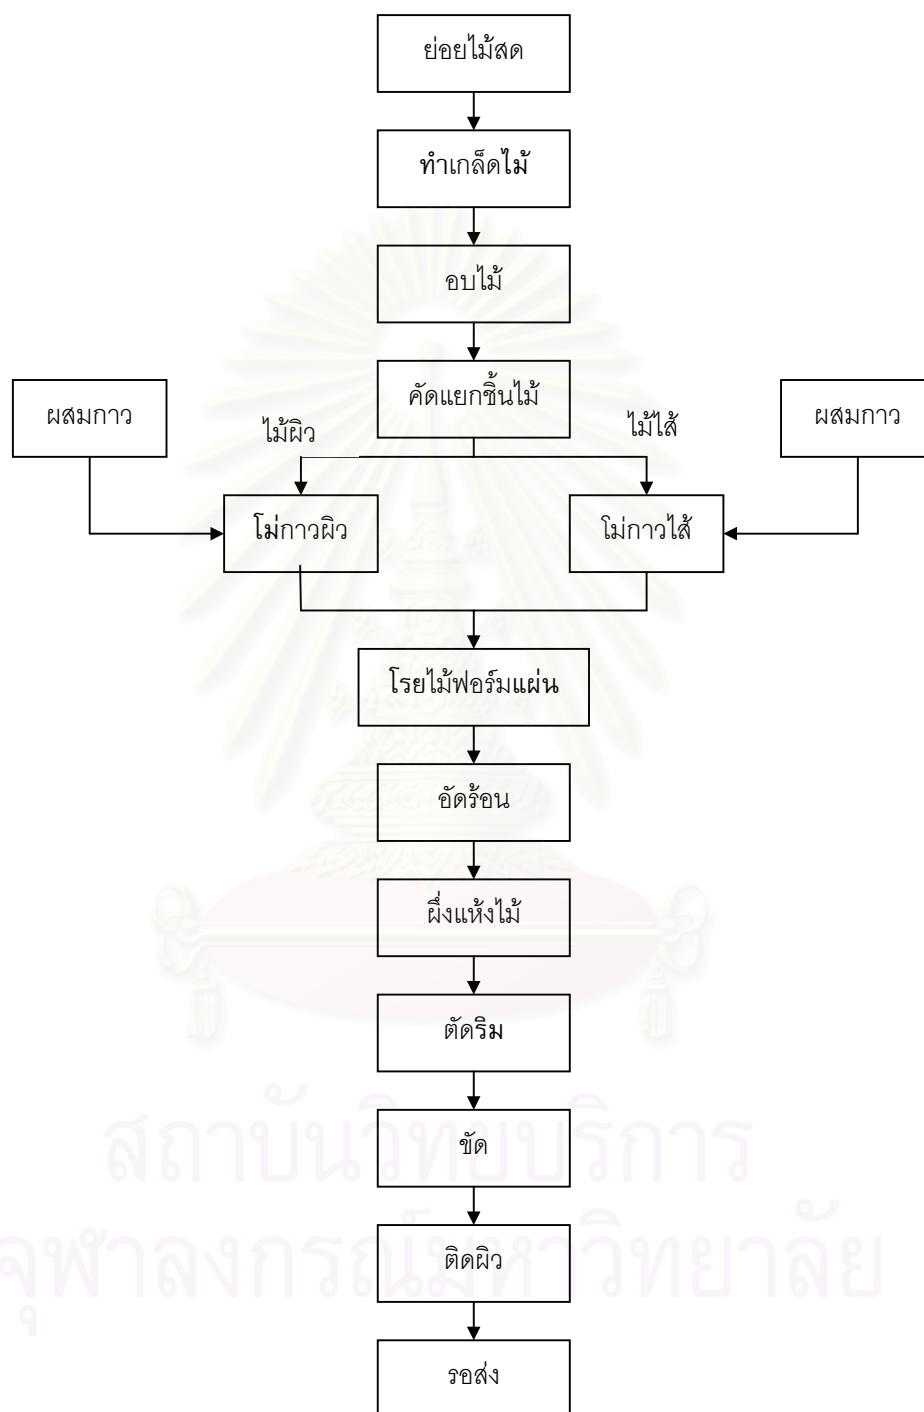 ย่อยไม้สด
ทำเกล็ดไม้
อบไม้
คัดแยกชิ้นไม้
ผสมกาว
ไม้ผิว
ไม้ไส้
ผสมกาว
โม่กาวผิว
โม่กาวไส้
โรยไม้ฟอร์มแผ่น
อัดร้อน
ผึ่งแห้งไม้
ตัดริม
ขัด
ติดผิว
รอส่ง
สถาบันวิทยบริการ
จุฬาลงกรณ์มหาวิทยาลัย